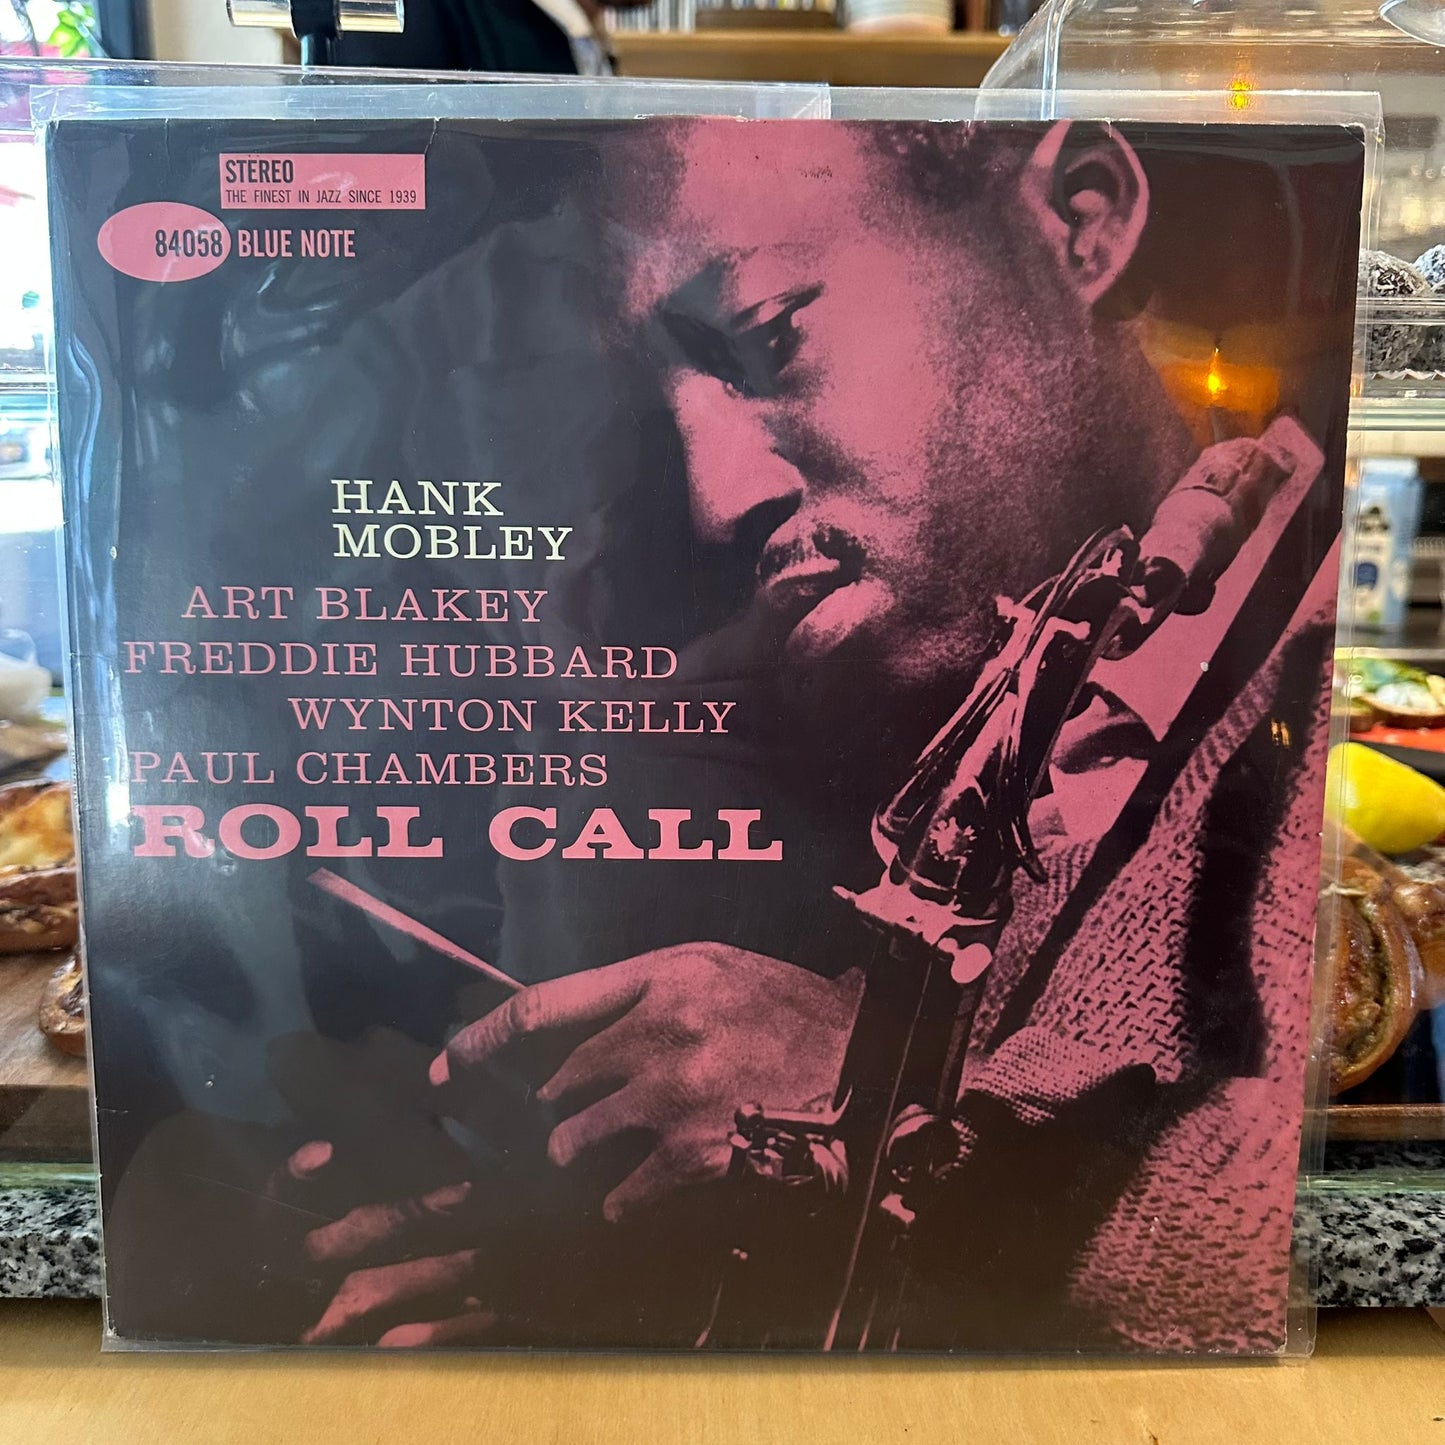 STEREO
THE FINEST IN JAZZ SINCE 1939
84058 BLUE NOTE
HANK
MOBLEY
ART BLAKEY
FREDDIE HUBBARD
WYNTON KELLY
PAUL CHAMBERS
ROLL CALL